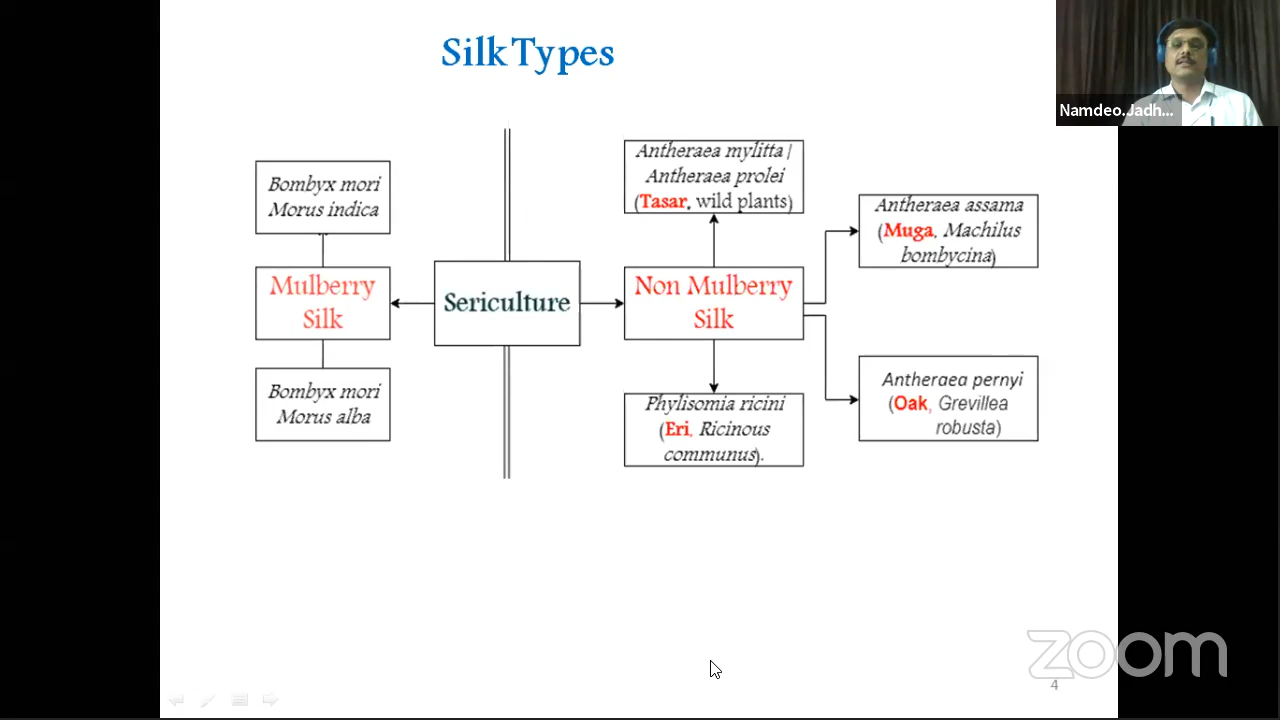 Silk Types
Namdeo.Jadh...
Bombyx mori
Morus indica
Mulberry
Silk
Bombyx mori
Morus alba
Sericulture
Antheraea mylitta /
Antheraea prolei
(Tasar, wild plants)
Non Mulberry
Silk
Phylisomia ricini
(Eri, Ricinous
communus).
Antheraea assama
(Muga, Machilus
bombycina)
Antheraea pernyi
(Oak, Grevillea
robusta)
zoom
4